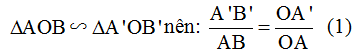 ΔAOB ∽ ΔA'OB' nên: A'B'/AB = OA'/OA (1)